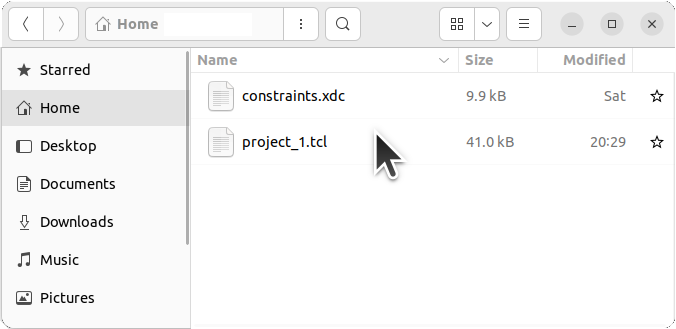 Home
Name Size Modified
Starred
constraints.xdc 9.9 kB Sat
Home
project_1.tcl 41.0 kB 20:29
Desktop
Documents
Downloads
Music
Pictures